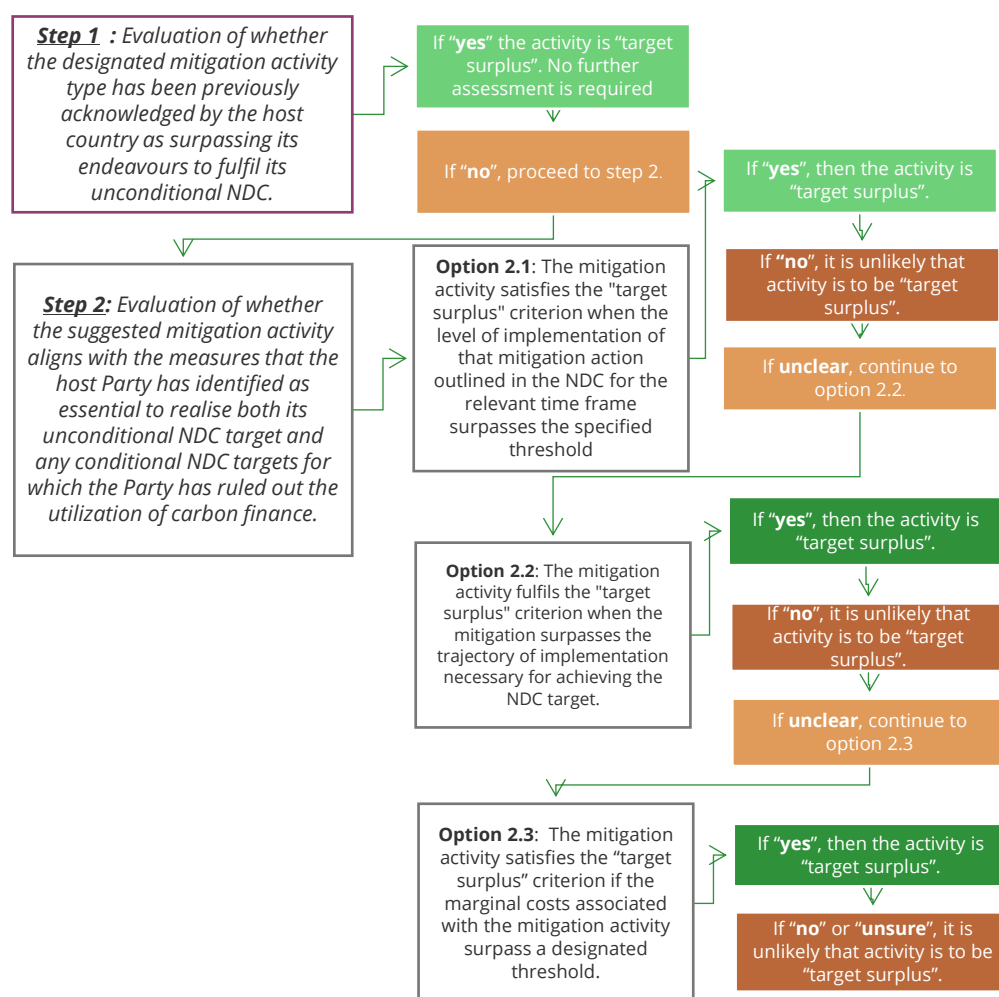 Step 1 : Evaluation of whether
the designated mitigation activity
type has been previously
acknowledged by the host
country as surpassing its
endeavours to fulfil its
unconditional NDC.
If “yes” the activity is “target
surplus”. No further
assessment is required
If “no”, proceed to step 2.
Step 2: Evaluation of whether
the suggested mitigation activity
aligns with the measures that the
host Party has identified as
essential to realise both its
unconditional NDC target and
any conditional NDC targets for
which the Party has ruled out the
utilization of carbon finance.
Option 2.1: The mitigation
activity satisfies the "target
surplus" criterion when the
level of implementation of
that mitigation action
outlined in the NDC for the
relevant time frame
surpasses the specified
threshold
If “yes”, then the activity is
“target surplus”.
If “no”, it is unlikely that
activity is to be “target
surplus”.
If unclear, continue to
option 2.2.
Option 2.2: The mitigation
activity fulfils the "target
surplus" criterion when the
mitigation surpasses the
trajectory of implementation
necessary for achieving the
NDC target.
If “yes”, then the activity is
“target surplus”.
If “no”, it is unlikely that
activity is to be “target
surplus”.
If unclear, continue to
option 2.3
Option 2.3: The mitigation
activity satisfies the “target
surplus” criterion if the
marginal costs associated
with the mitigation activity
surpass a designated
threshold.
If “yes”, then the activity is
“target surplus”.
If “no” or “unsure”, it is
unlikely that activity is to be
“target surplus”.